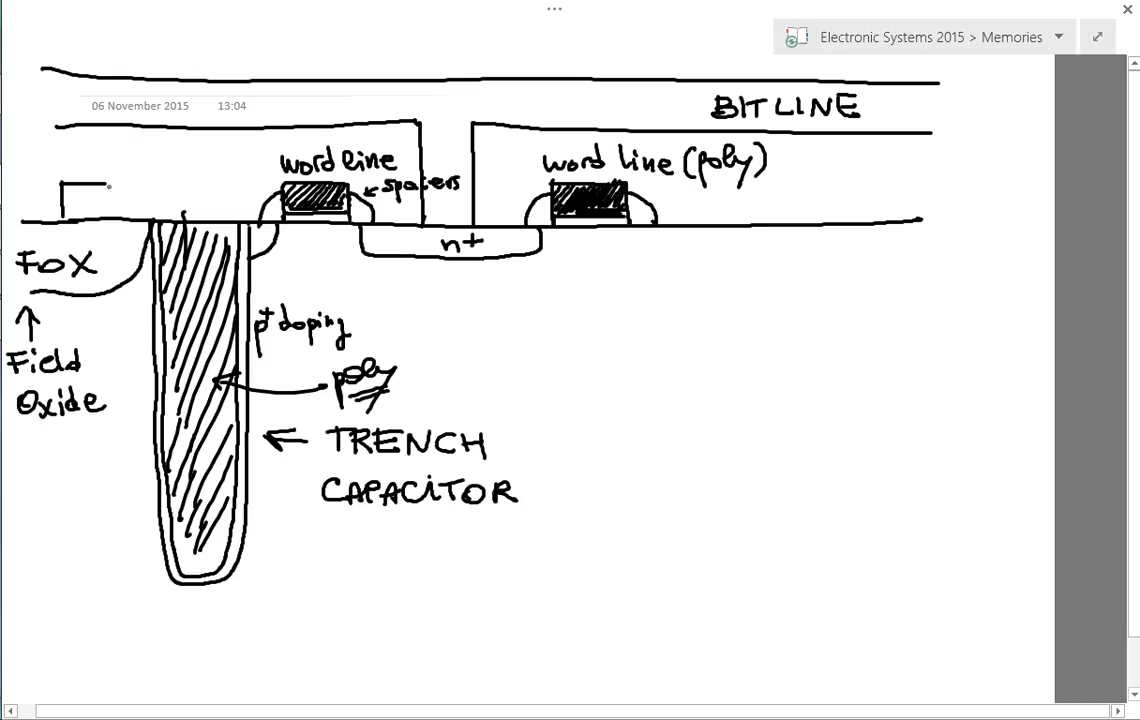 Electronic Systems 2015 > Memories
06 November 2015 13:04
BITLINE
word line
word line (poly)
spacers
n+
FOX
p+ doping
Field
Oxide
poly
TRENCH
CAPACITOR